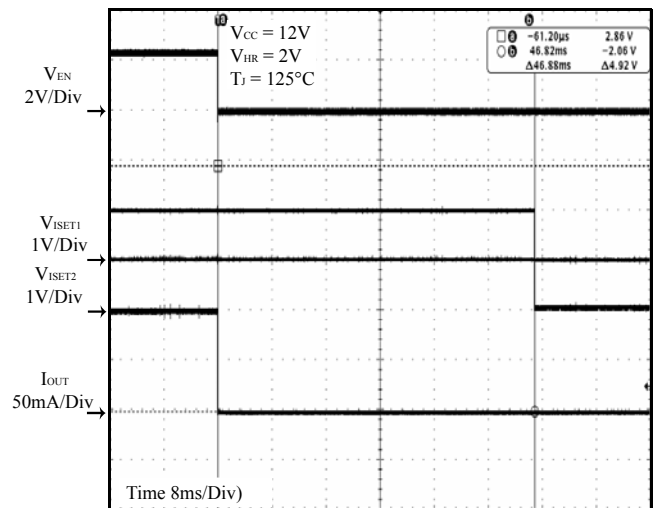 VCC = 12V
VHR = 2V
TJ = 125°C
a -61.20µs 2.86 V
b 46.82ms -2.06 V
Δ46.88ms Δ4.92 V
VEN
2V/Div
VISET1
1V/Div
VISET2
1V/Div
IOUT
50mA/Div
Time 8ms/Div)